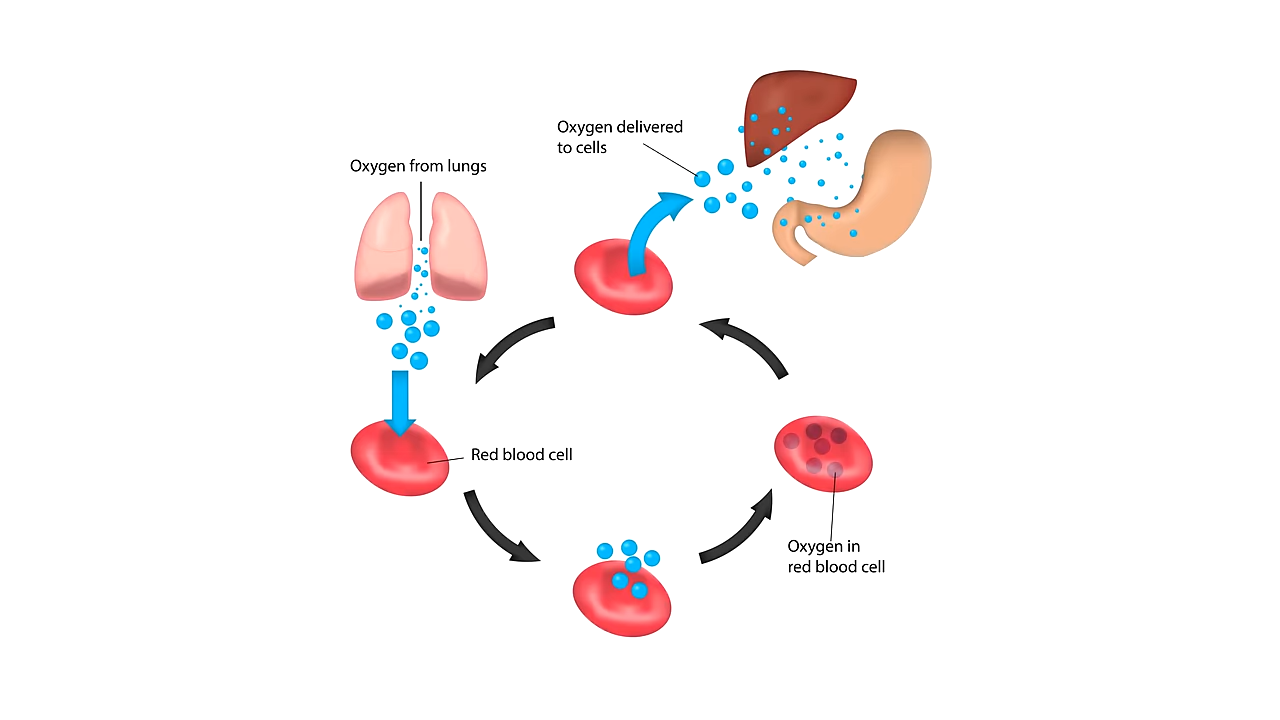 Oxygen delivered
to cells
Oxygen from lungs
Red blood cell
Oxygen in
red blood cell